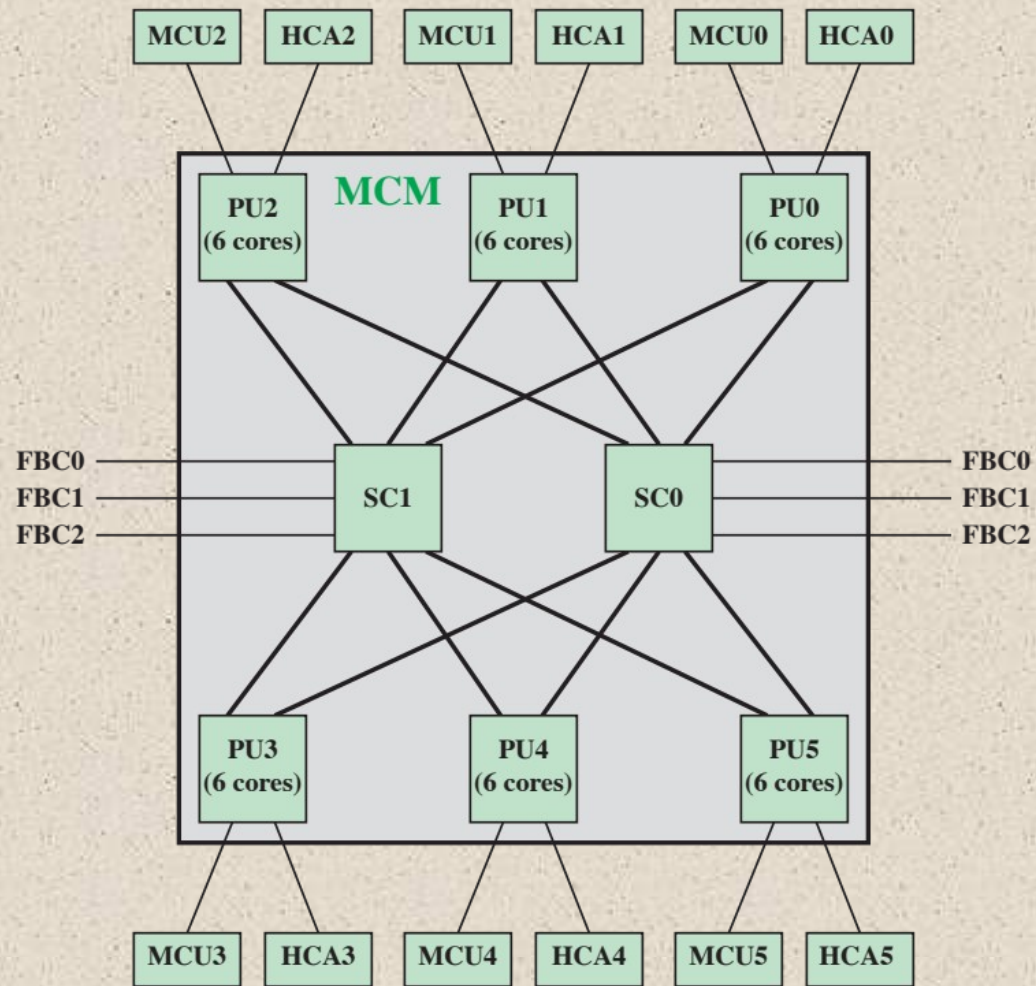 MCU2
HCA2
MCU1
HCA1
MCU0
HCA0
MCM
PU2
(6 cores)
PU1
(6 cores)
PU0
(6 cores)
FBC0
FBC1
FBC2
SC1
SC0
FBC0
FBC1
FBC2
PU3
(6 cores)
PU4
(6 cores)
PU5
(6 cores)
MCU3
HCA3
MCU4
HCA4
MCU5
HCA5